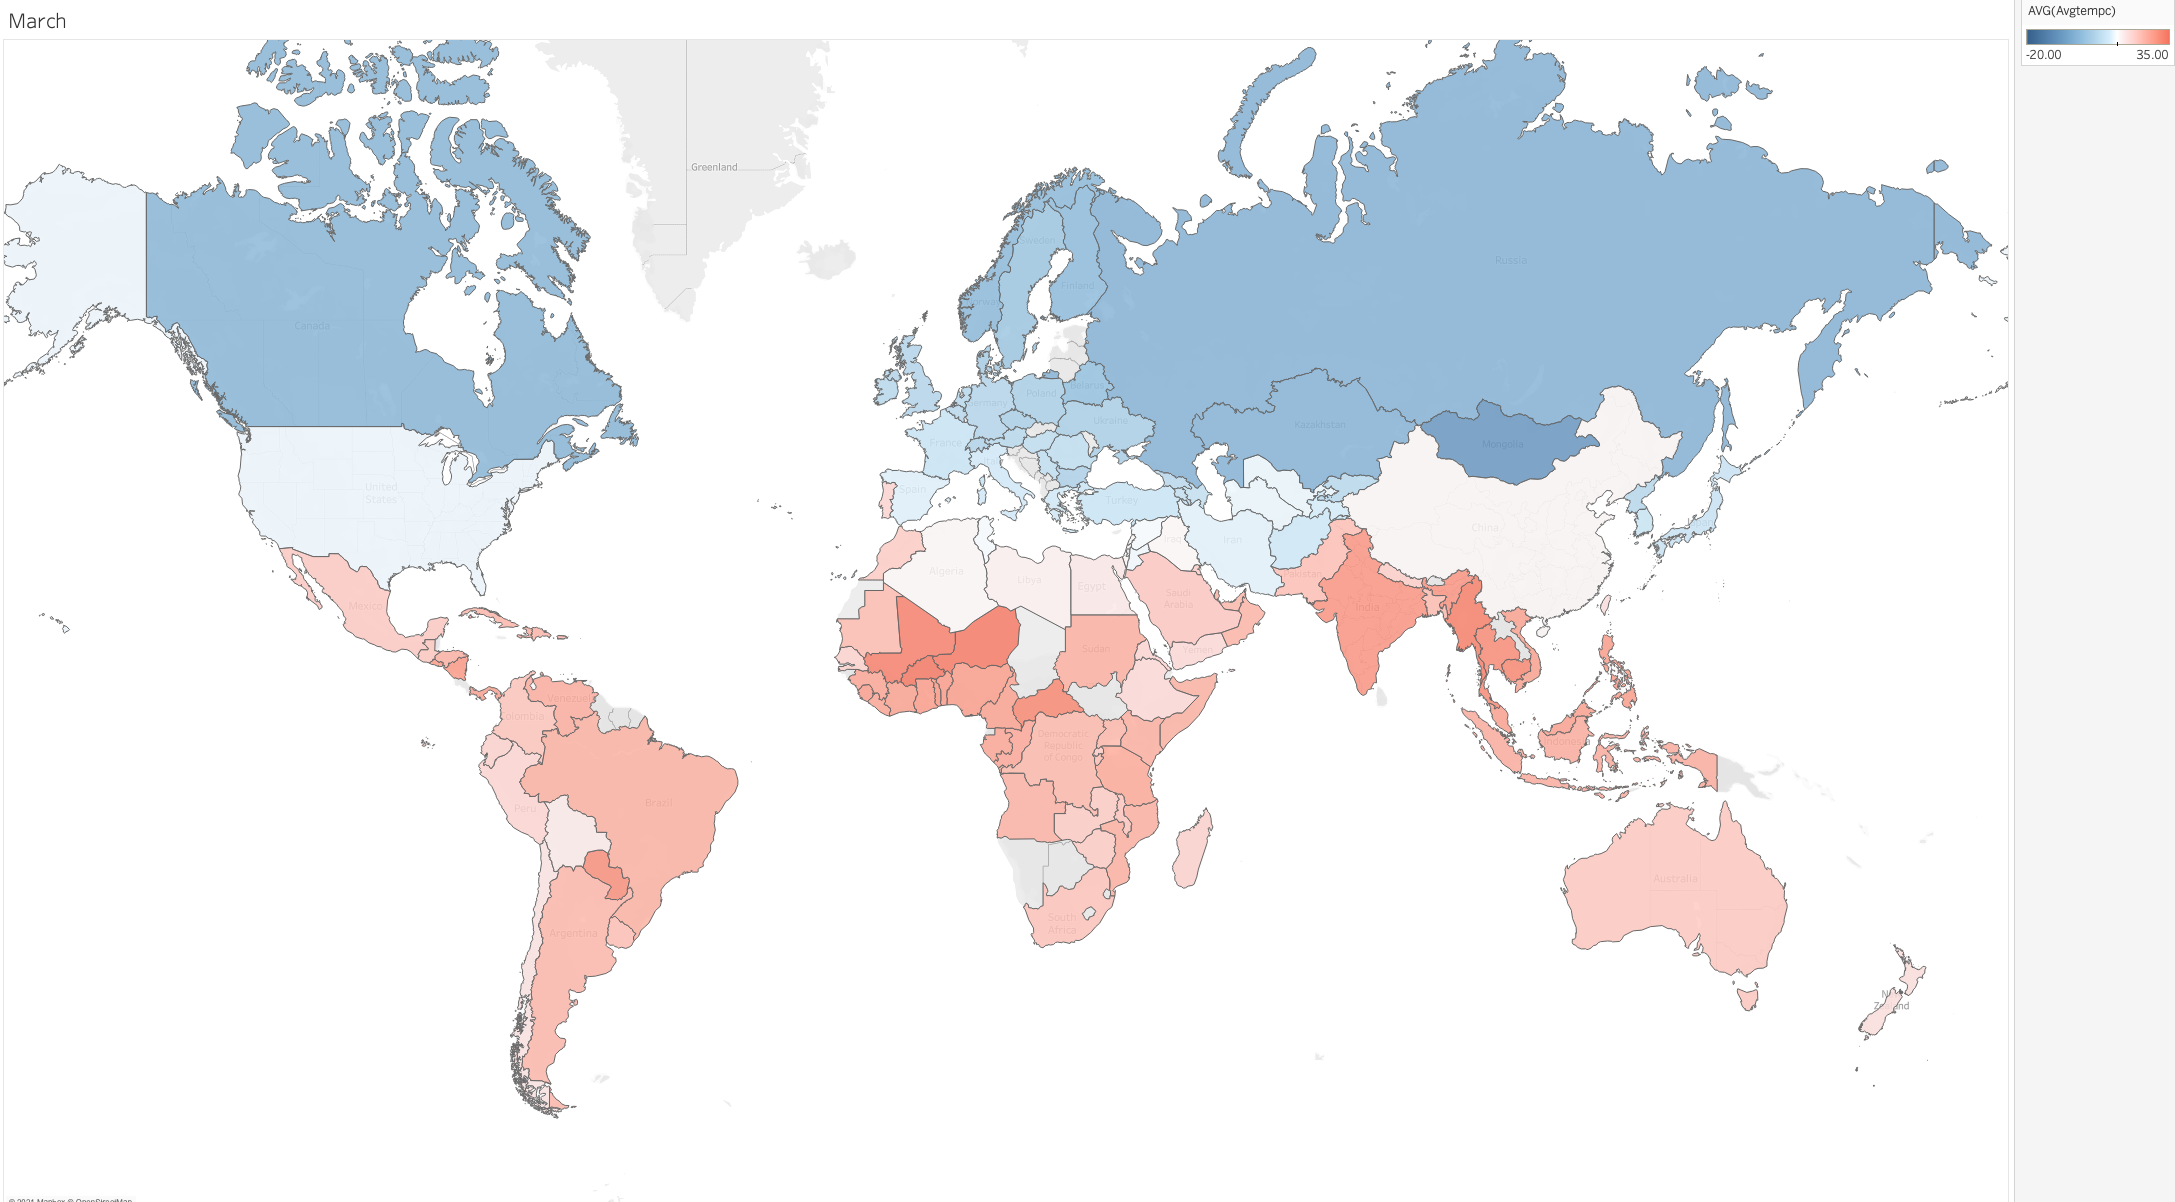 March
AVG(Avgtempc)
-20.00
35.00
Greenland
Sweden
Russia
Finland
Canada
Poland
Belarus
Germany
Ukraine
Kazakhstan
France
Mongolia
United
States
Spain
Turkey
China
Iran
Iraq
Algeria
Libya
Egypt
Pakistan
Saudi
Arabia
Mexico
India
Sudan
Yemen
Venezuela
Colombia
Democratic
Republic
of Congo
Indonesia
Brazil
Peru
Australia
South
Africa
Argentina